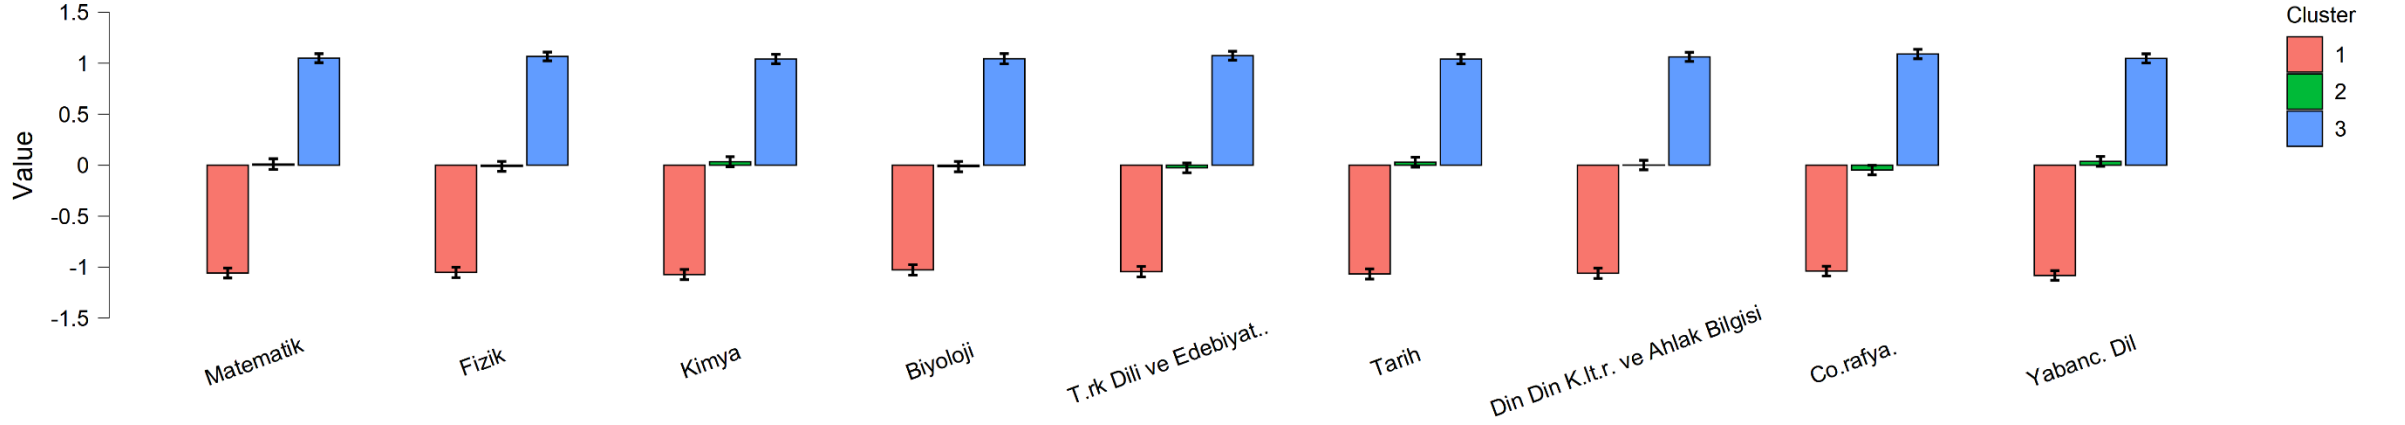 Value
1.5
1
0.5
0
-0.5
-1
-1.5
Matematik
Fizik
Kimya
Biyoloji
T.rk Dili ve Edebiyat..
Tarih
Din Din K.lt.r. ve Ahlak Bilgisi
Co.rafya.
Yabanc. Dil
Cluster
1
2
3